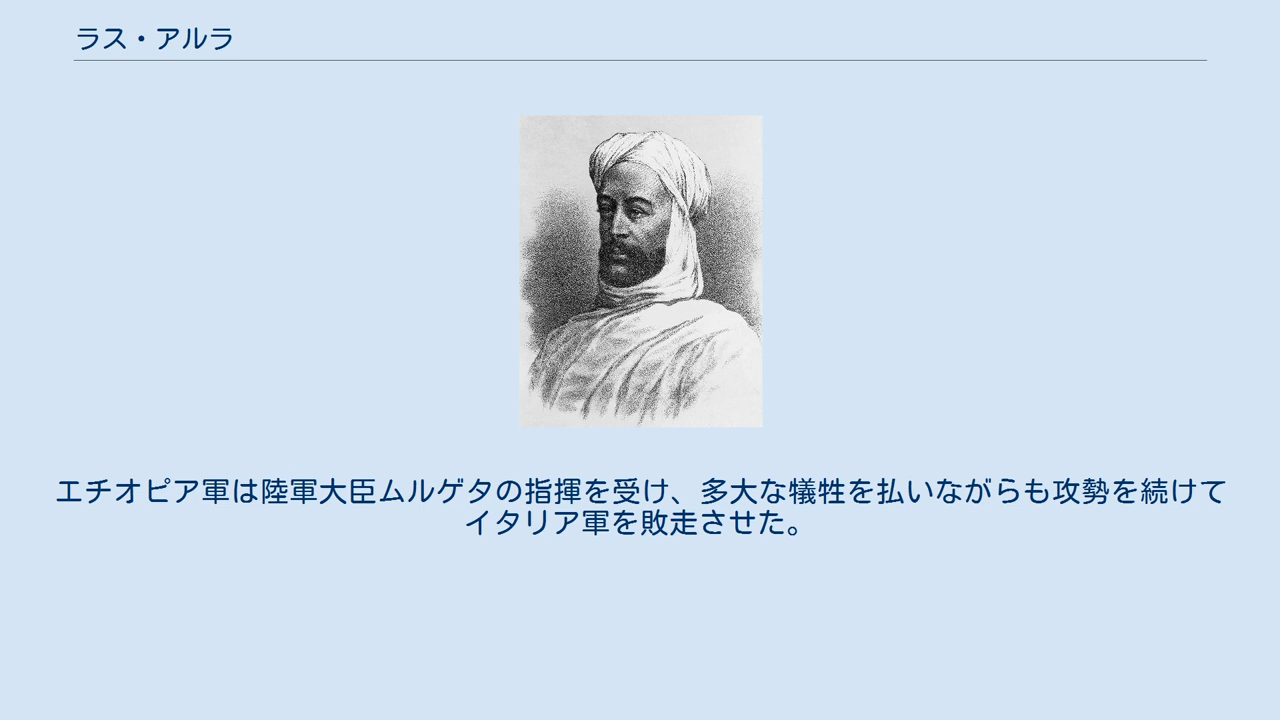 ラス・アルラ
エチオピア軍は陸軍大臣ムルゲタの指揮を受け、多大な犠牲を払いながらも攻勢を続けて
イタリア軍を敗走させた。